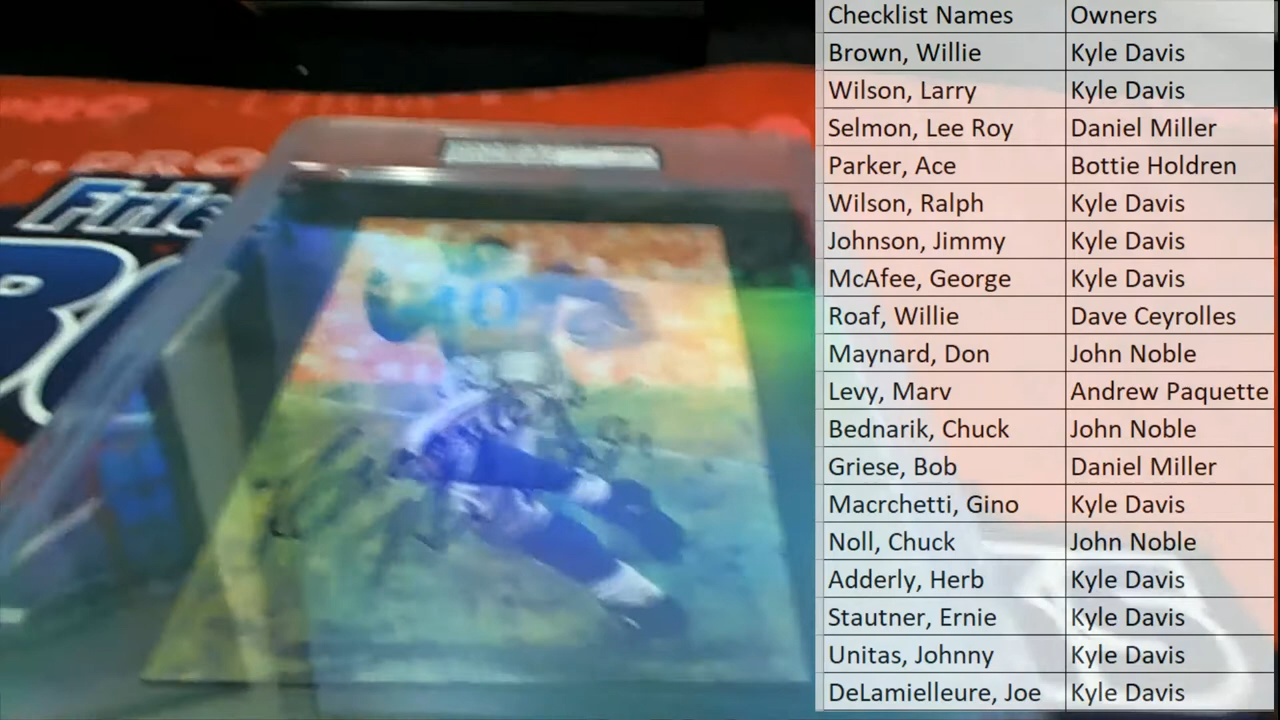 Checklist Names Owners
Brown, Willie Kyle Davis
Wilson, Larry Kyle Davis
Selmon, Lee Roy Daniel Miller
Parker, Ace Bottie Holdren
Wilson, Ralph Kyle Davis
Johnson, Jimmy Kyle Davis
McAfee, George Kyle Davis
Roaf, Willie Dave Ceyrolles
Maynard, Don John Noble
Levy, Marv Andrew Paquette
Bednarik, Chuck John Noble
Griese, Bob Daniel Miller
Macrchetti, Gino Kyle Davis
Noll, Chuck John Noble
Adderly, Herb Kyle Davis
Stautner, Ernie Kyle Davis
Unitas, Johnny Kyle Davis
DeLamielleure, Joe Kyle Davis
PRO